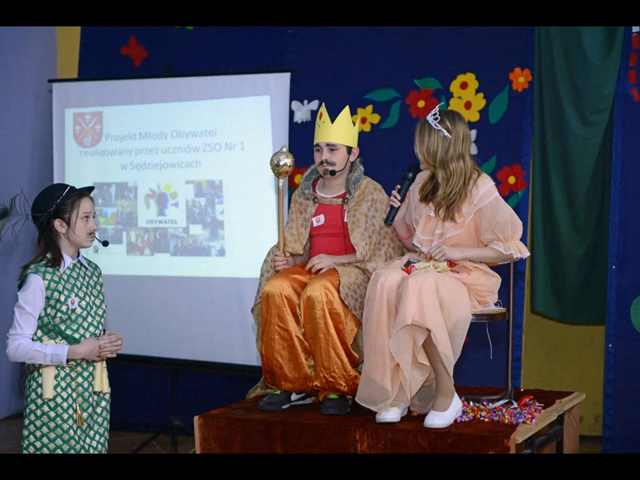 Projekt Młody Obywatel
realizowany przez uczniów ZSO Nr 1
w Sędziejowicach
OBYWATEL